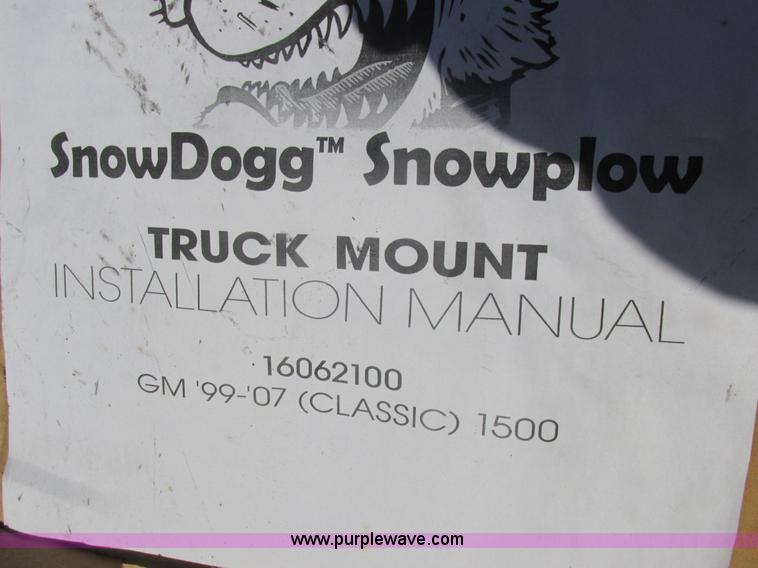 SnowDogg™ Snowplow
TRUCK MOUNT
INSTALLATION MANUAL
16062100
GM '99-'07 (CLASSIC) 1500
www.purplewave.com